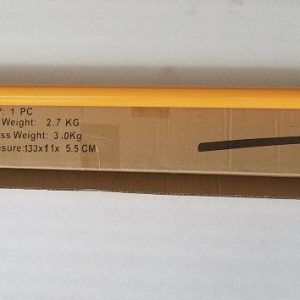 Y: 1 PC
Weight: 2.7 KG
ss Weight: 3.0Kg
sure:133x11x 5.5 CM